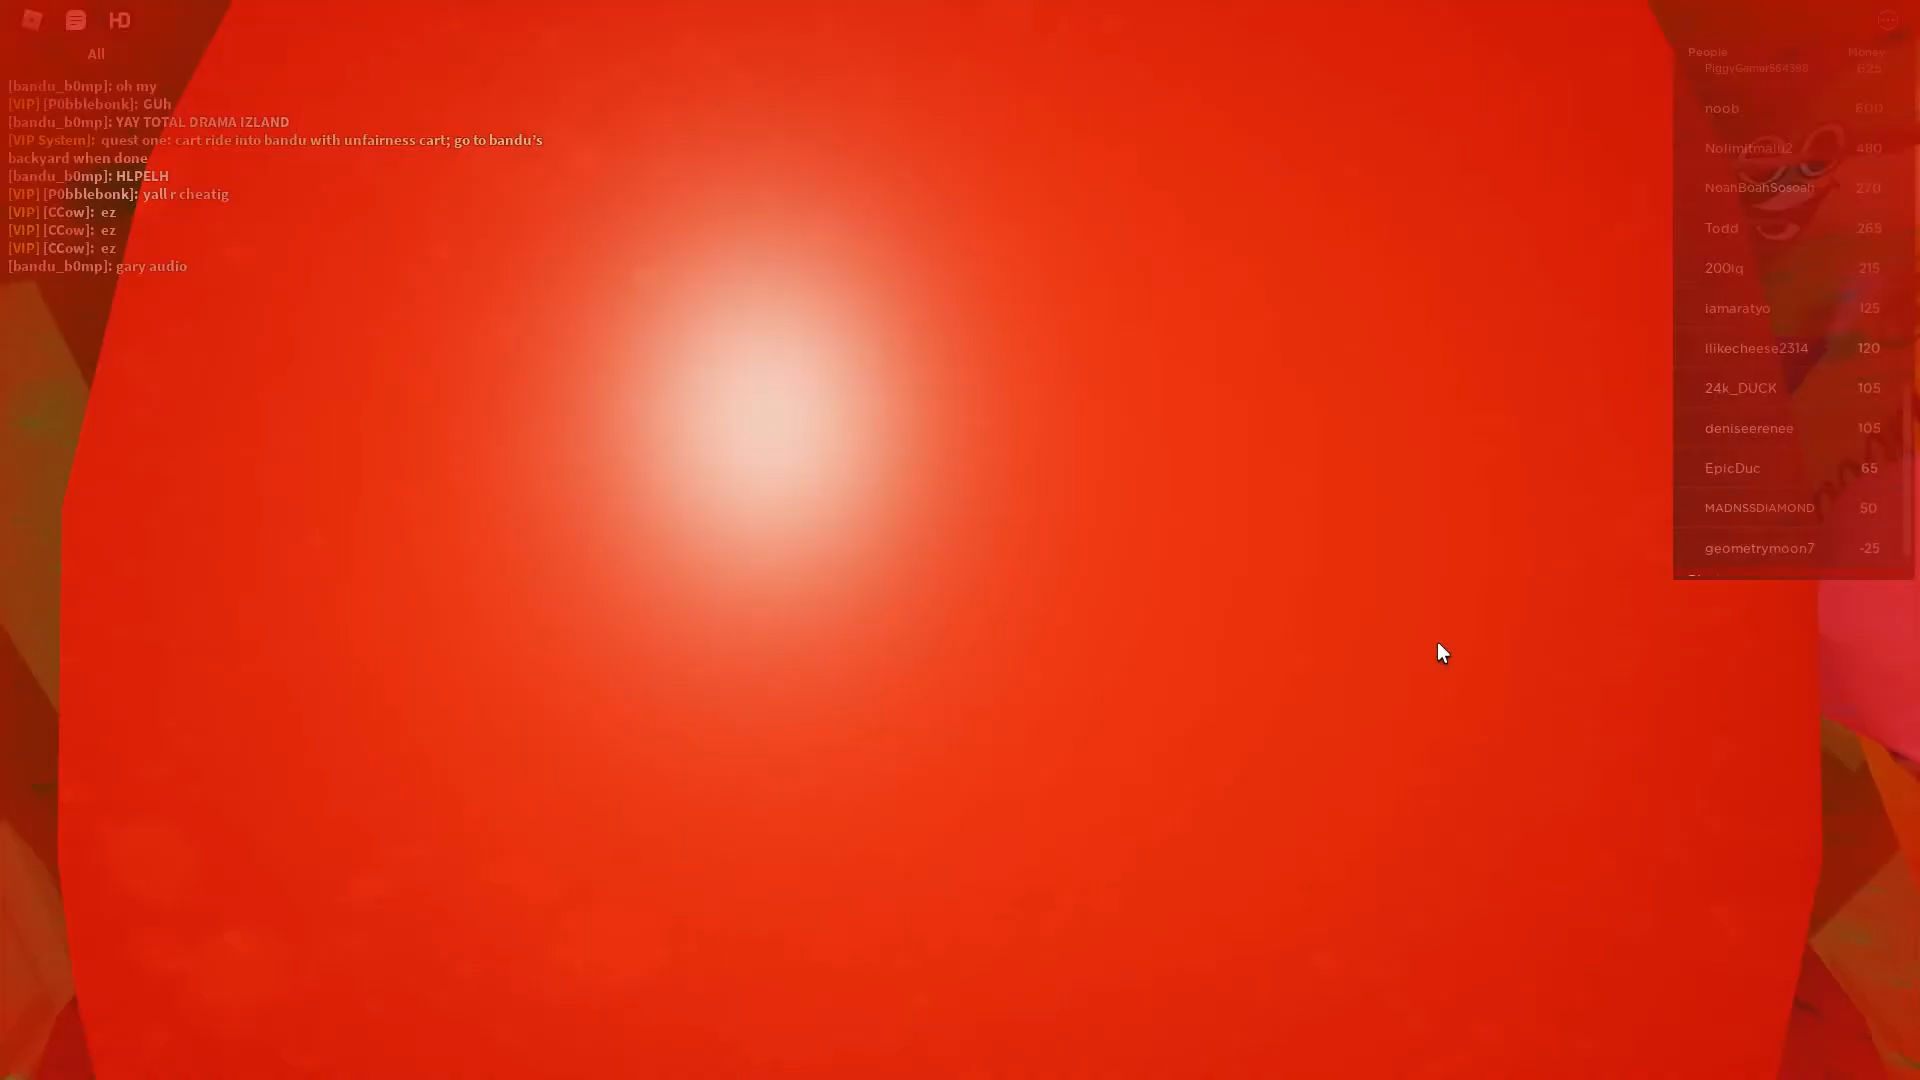 HD
All
[bandu_b0mp]: oh my
[VIP] [P0bblebonk]: GUh
[bandu_b0mp]: YAY TOTAL DRAMA IZLAND
[VIP System]: quest one: cart ride into bandu with unfairness cart; go to bandu's
backyard when done
[bandu_b0mp]: HLPELH
[VIP] [P0bblebonk]: yall r cheatig
[VIP] [CCow]: ez
[VIP] [CCow]: ez
[VIP] [CCow]: ez
[bandu_b0mp]: gary audio
People Money
PiggyGamer564398 625
noob 600
Nolimitmalu2 480
NoahBoahSosoah 270
Todd 265
200iq 215
iamaratyo 125
Ilikecheese2314 120
24k_DUCK 105
deniseerenee 105
EpicDuc 65
MADNSSDIAMOND 50
geometrymoon7 -25